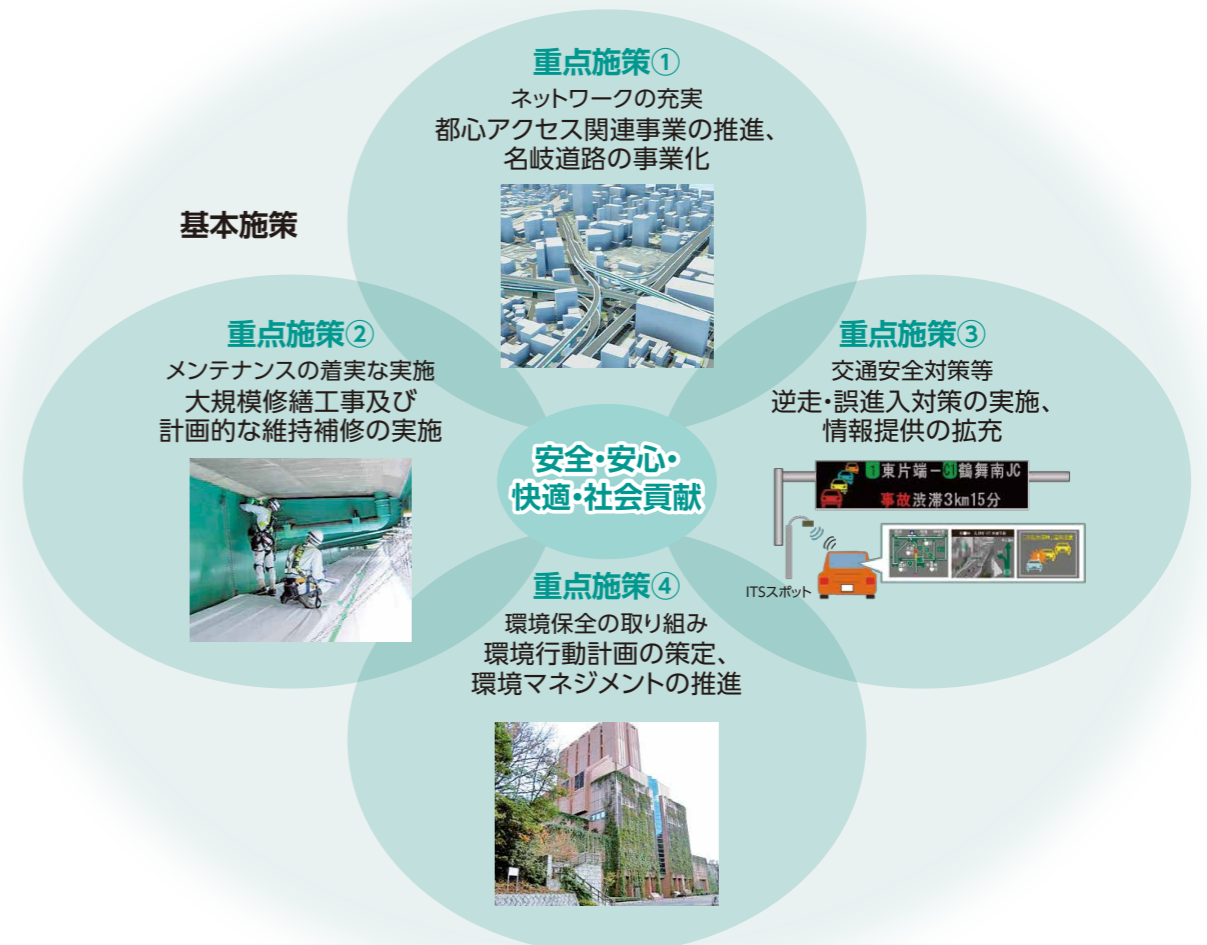 重点施策①
ネットワークの充実
都心アクセス関連事業の推進、
名岐道路の事業化
基本施策
重点施策②
メンテナンスの着実な実施
大規模修繕工事及び
計画的な維持補修の実施
重点施策③
交通安全対策等
逆走・誤進入対策の実施、
情報提供の拡充
1東片端ーC1鶴舞南JC
事故渋滞3km15分
ITSスポット
安全・安心・
快適・社会貢献
重点施策④
環境保全の取り組み
環境行動計画の策定、
環境マネジメントの推進